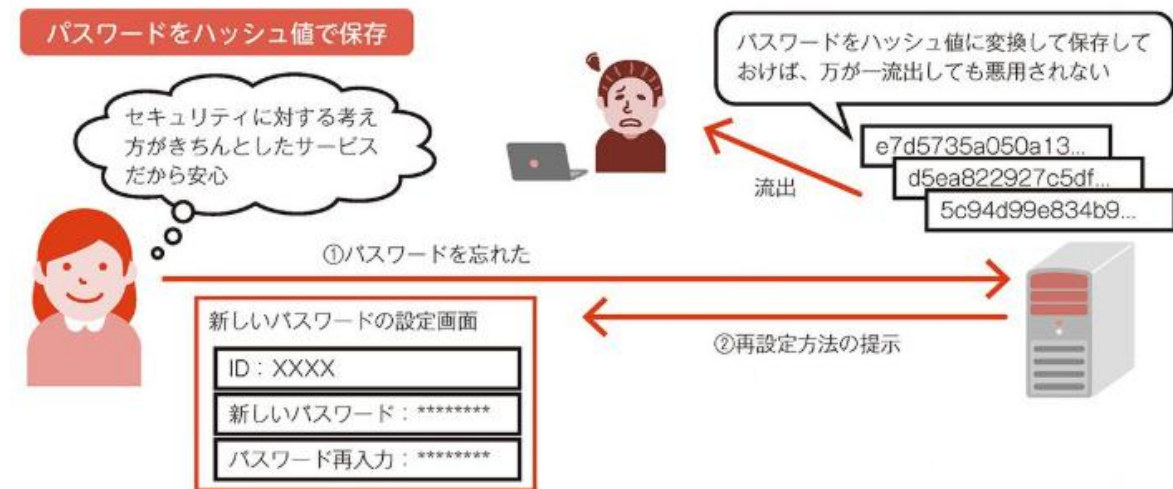 パスワードをハッシュ値で保存
パスワードをハッシュ値に変換して保存して
おけば、万が一流出しても悪用されない
セキュリティに対する考え
方がきちんとしたサービス
だから安心
e7d5735a050a13...
d5ea822927c5df...
5c94d99e834b9...
流出
①パスワードを忘れた
②再設定方法の提示
新しいパスワードの設定画面
ID：XXXX
新しいパスワード：********
パスワード再入力：********